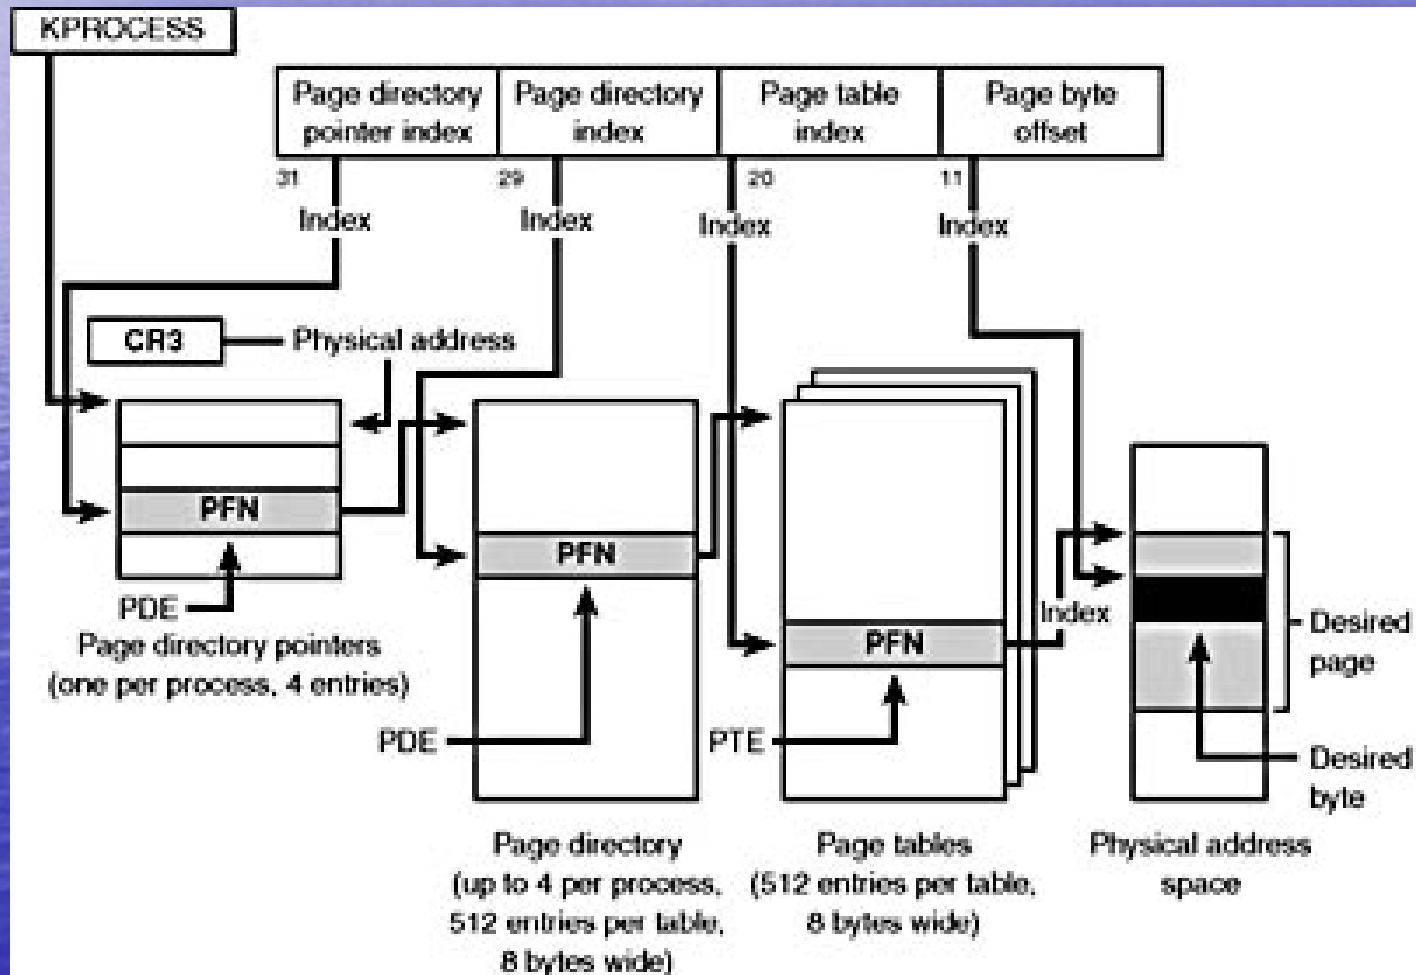 KPROCESS
Page directory
pointer index
Page directory
index
Page table
index
Page byte
offset
31
29
20
11
Index
Index
Index
Index
CR3
Physical address
PFN
PFN
PFN
Index
PDE
Page directory pointers
(one per process, 4 entries)
PDE
PTE
Desired
page
Desired
byte
Page directory
(up to 4 per process,
512 entries per table,
8 bytes wide)
Page tables
(512 entries per table,
8 bytes wide)
Physical address
space